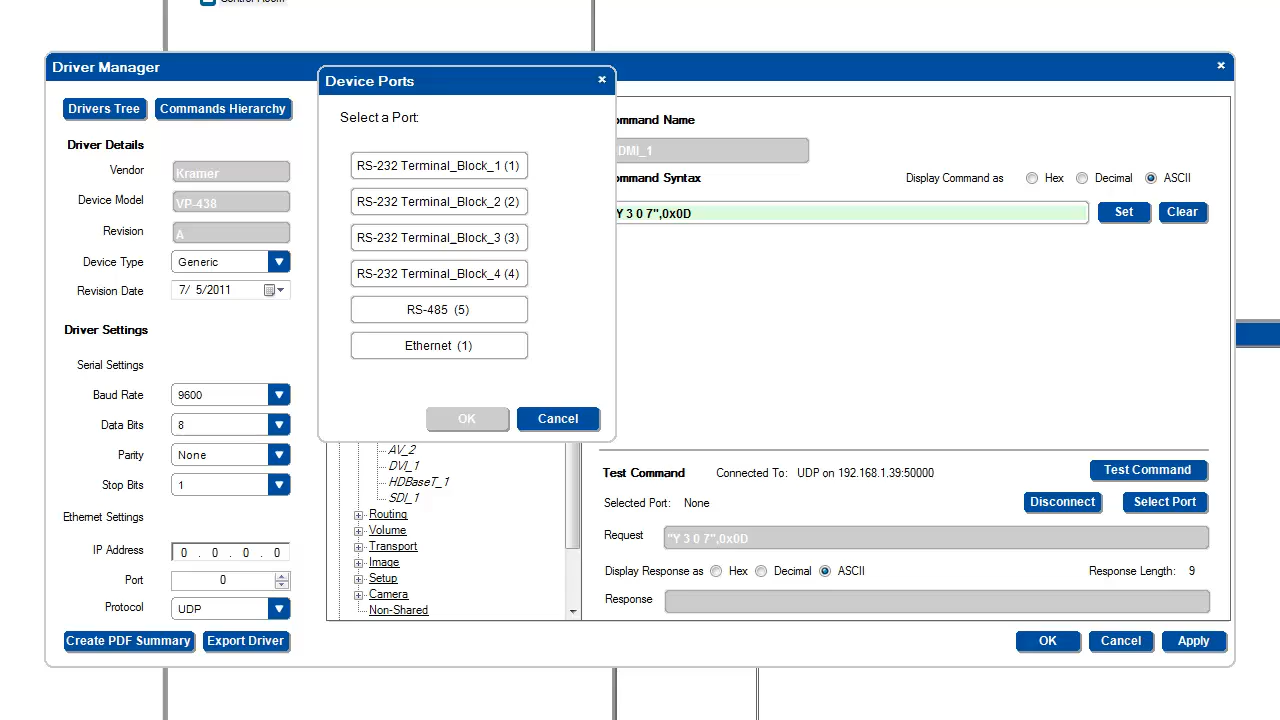 Control Room
Driver Manager
Drivers Tree
Commands Hierarchy
Driver Details
Vendor
Kramer
Device Model
VP-438
Revision
A
Device Type
Generic
Revision Date
7/ 5/2011
Driver Settings
Serial Settings
Baud Rate
9600
Data Bits
8
Parity
None
Stop Bits
1
Ethernet Settings
IP Address
0 . 0 . 0 . 0
Port
0
Protocol
UDP
Create PDF Summary
Export Driver
Device Ports
Select a Port:
RS-232 Terminal_Block_1 (1)
RS-232 Terminal_Block_2 (2)
RS-232 Terminal_Block_3 (3)
RS-232 Terminal_Block_4 (4)
RS-485 (5)
Ethernet (1)
OK
Cancel
AV_2
DVI_1
HDBaseT_1
SDI_1
Routing
Volume
Transport
Image
Setup
Camera
Non-Shared
ommand Name
DMI_1
ommand Syntax
Display Command as
Hex
Decimal
ASCII
Y 3 0 7",0x0D
Set
Clear
Test Command
Connected To: UDP on 192.168.1.39:50000
Test Command
Selected Port: None
Disconnect
Select Port
Request
"Y 3 0 7",0x0D
Display Response as
Hex
Decimal
ASCII
Response Length: 9
Response
OK
Cancel
Apply